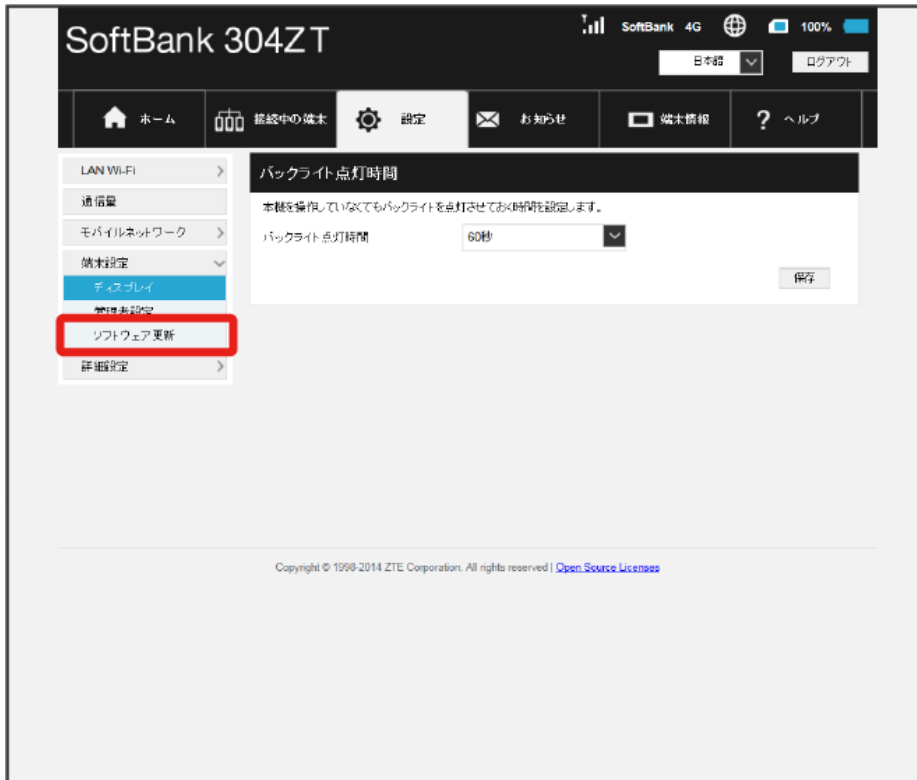 SoftBank 304ZT
SoftBank 4G 100%
日本語 ログアウト
ホーム 接続中の端末 設定 お知らせ 端末情報 ? ヘルプ
LAN Wi-Fi
通信量
モバイルネットワーク
端末設定
ディスプレイ
管理者設定
ソフトウェア更新
詳細設定
バックライト点灯時間
本機を操作していなくてもバックライトを点灯させておく時間を設定します。
バックライト点灯時間 60秒
保存
Copyright © 1998-2014 ZTE Corporation. All rights reserved | Open Source Licenses